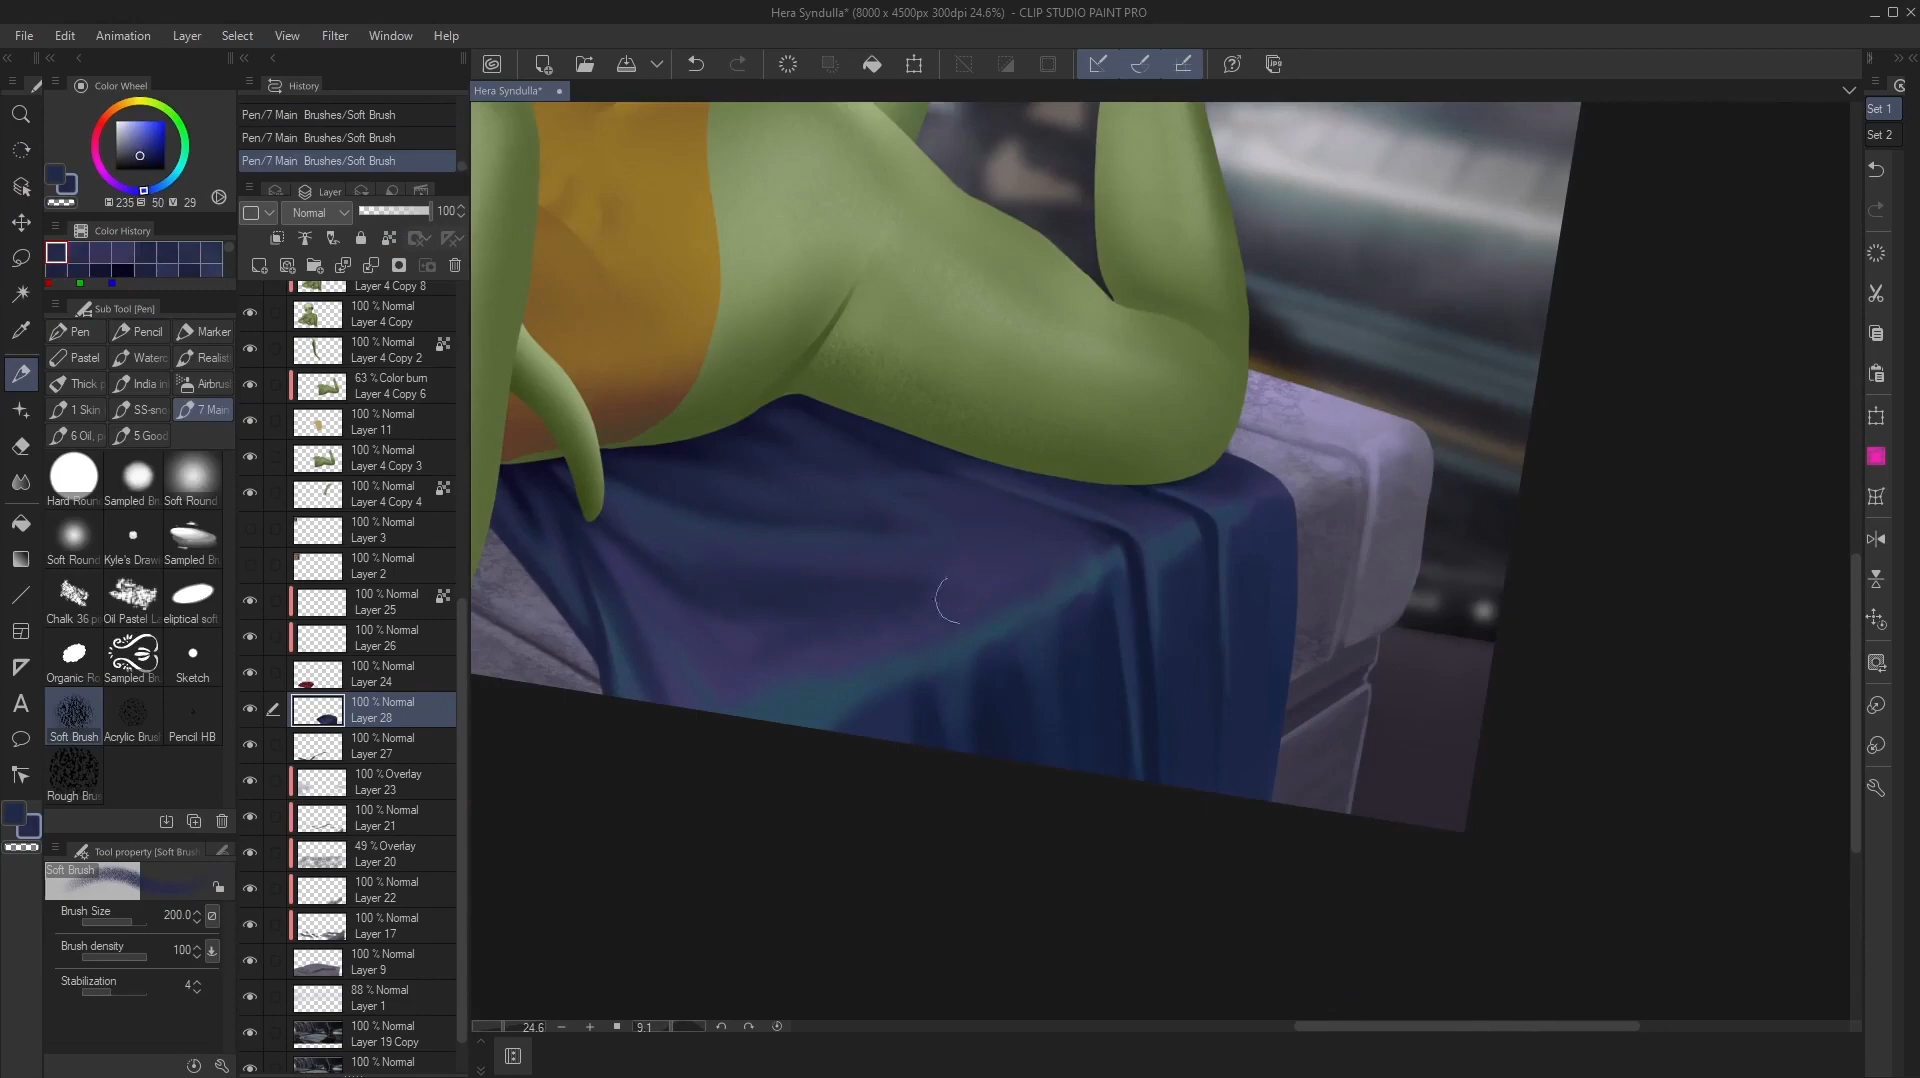 Hera Syndulla* (8000 x 4500px 300dpi 24.6%) - CLIP STUDIO PAINT PRO
File Edit Animation Layer Select View Filter Window Help
Color Wheel
History
Hera Syndulla*
Set 1
Set 2
Pen/7 Main Brushes/Soft Brush
Pen/7 Main Brushes/Soft Brush
Pen/7 Main Brushes/Soft Brush
H 235 S 50 V 29
Layer
Normal 100
Color History
Sub Tool [Pen]
Pen Pencil Marker
Pastel Waterc Realisti
Thick p India in Airbrus
1 Skin SS-sno 7 Main
6 Oil, p 5 Good
Hard Roun Sampled Br Soft Round
Soft Round Kyle's Draw Sampled Br
Chalk 36 p Oil Pastel La eliptical soft
Organic Ro Sampled Br Sketch
Soft Brush Acrylic Brus Pencil HB
Rough Brus
Tool property [Soft Brush
Soft Brush
Brush Size 200.0
Brush density 100
Stabilization 4
Layer 4 Copy 8
100 % Normal
Layer 4 Copy
100 % Normal
Layer 4 Copy 2
63 % Color burn
Layer 4 Copy 6
100 % Normal
Layer 11
100 % Normal
Layer 4 Copy 3
100 % Normal
Layer 4 Copy 4
100 % Normal
Layer 3
100 % Normal
Layer 2
100 % Normal
Layer 25
100 % Normal
Layer 26
100 % Normal
Layer 24
100 % Normal
Layer 28
100 % Normal
Layer 27
100 % Overlay
Layer 23
100 % Normal
Layer 21
49 % Overlay
Layer 20
100 % Normal
Layer 22
100 % Normal
Layer 17
100 % Normal
Layer 9
88 % Normal
Layer 1
100 % Normal
Layer 19 Copy
100 % Normal
24.6 9.1